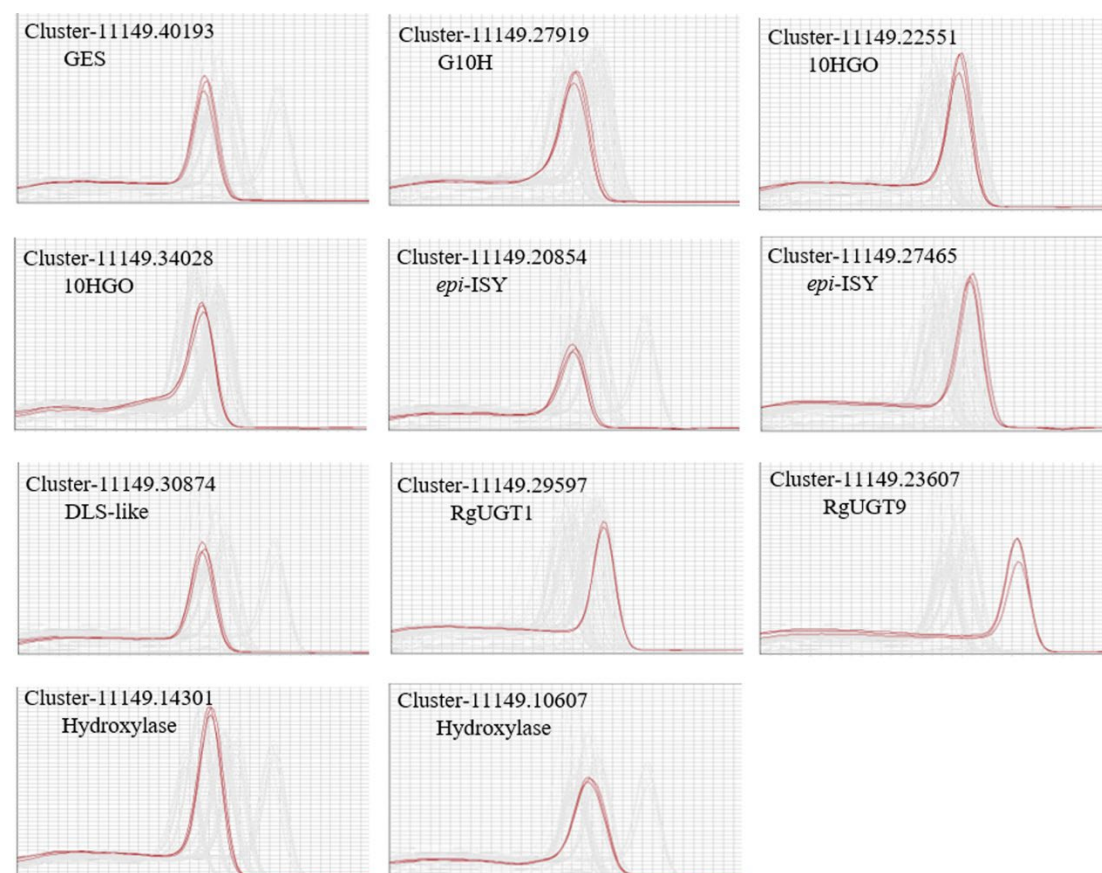 Cluster-11149.40193
GES
Cluster-11149.27919
G10H
Cluster-11149.22551
10HGO
Cluster-11149.34028
10HGO
Cluster-11149.20854
epi-ISY
Cluster-11149.27465
epi-ISY
Cluster-11149.30874
DLS-like
Cluster-11149.29597
RgUGT1
Cluster-11149.23607
RgUGT9
Cluster-11149.14301
Hydroxylase
Cluster-11149.10607
Hydroxylase